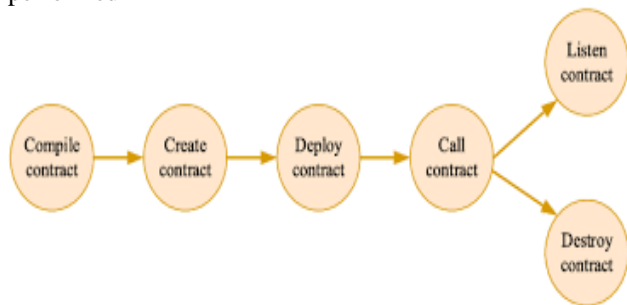 Compile
contract
Create
contract
Deploy
contract
Call
contract
Listen
contract
Destroy
contract